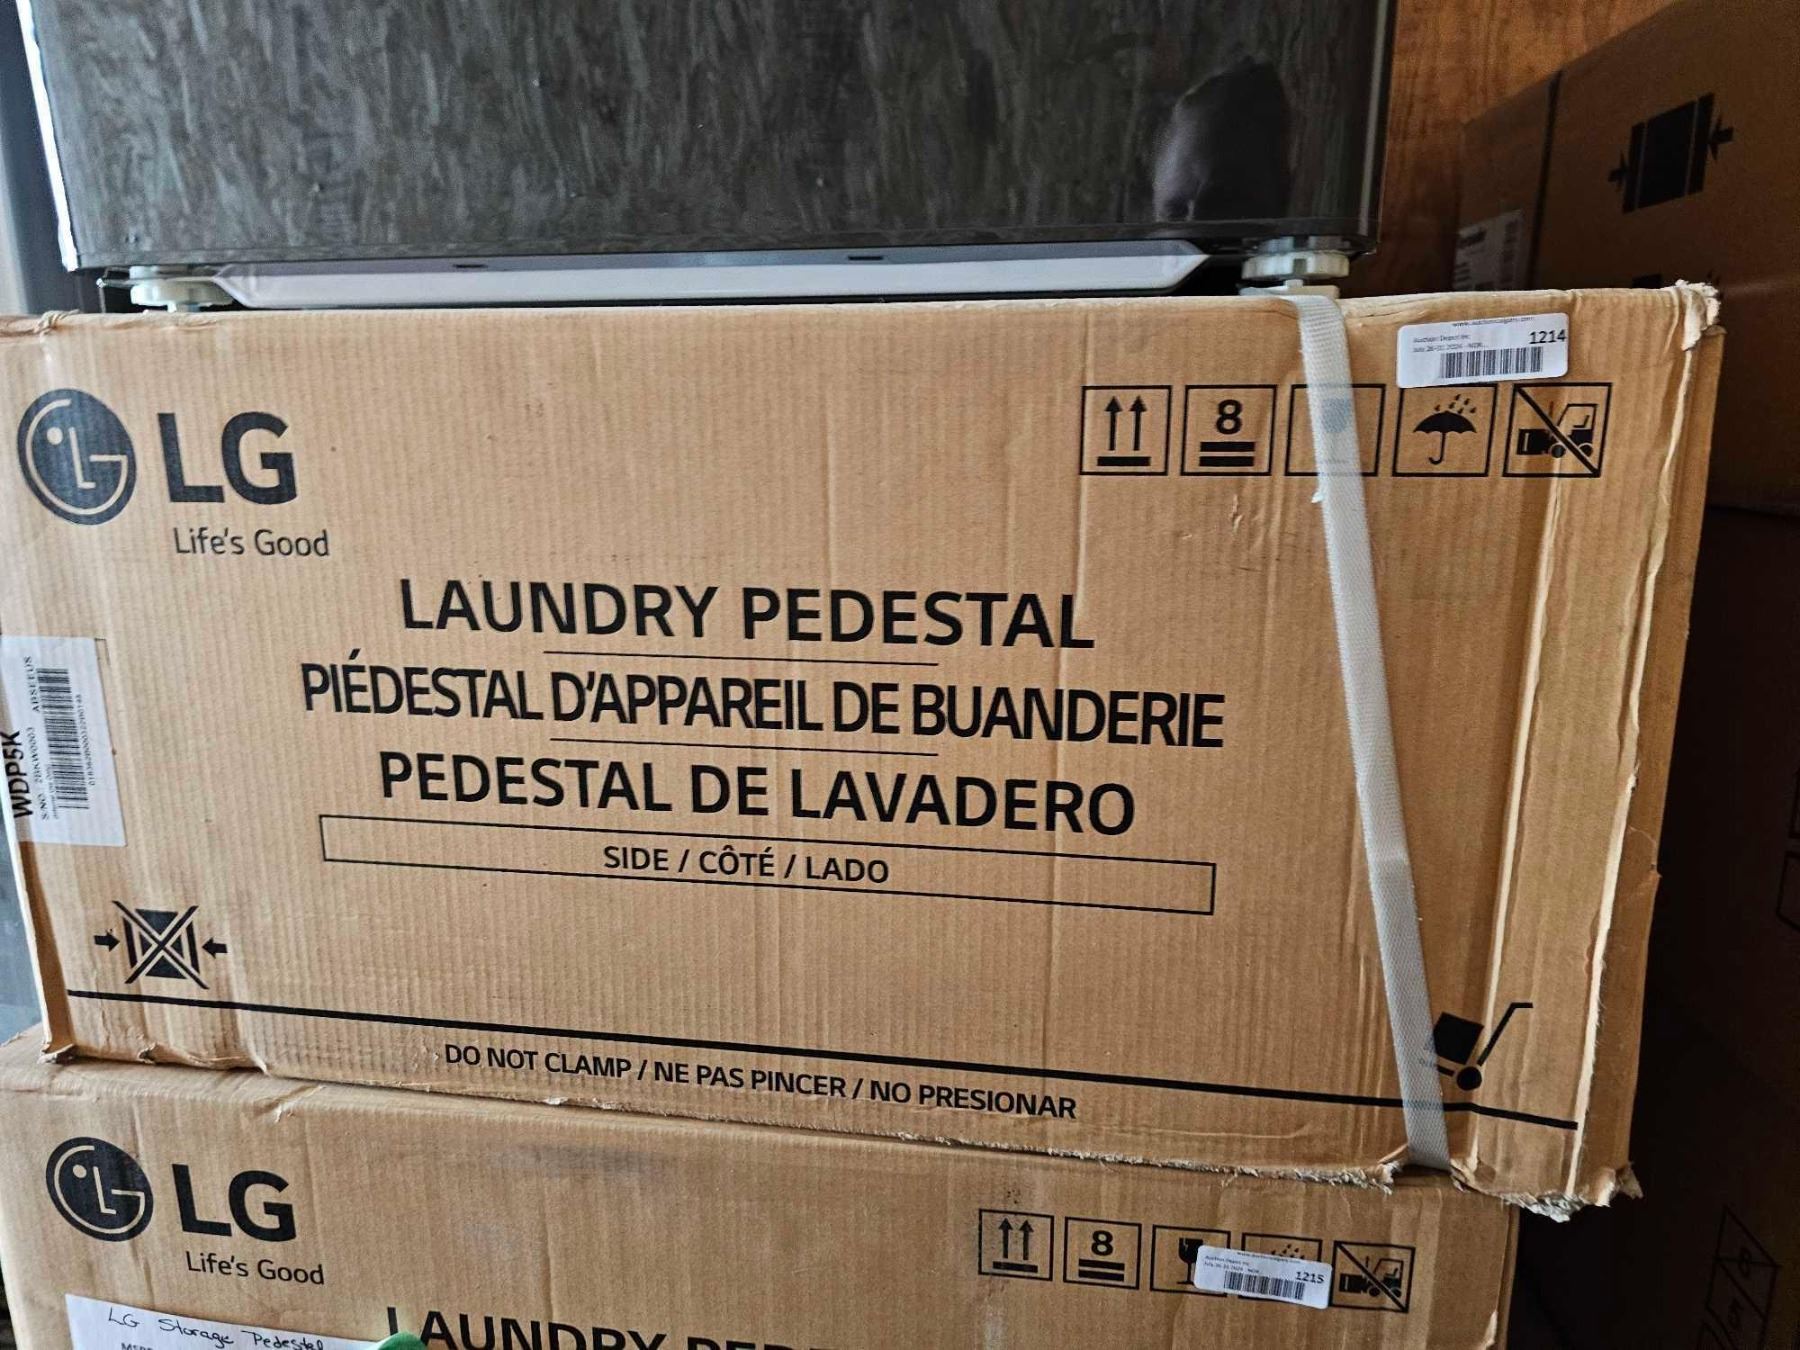 1214
LG
8
Life's Good
LAUNDRY PEDESTAL
PIÉDESTAL D'APPAREIL DE BUANDERIE
PEDESTAL DE LAVADERO
SIDE / CÔTÉ / LADO
WDP5K
DO NOT CLAMP / NE PAS PINCER / NO PRESIONAR
LG
8
1215
Life's Good
LG Storage Pedestal
LAUNDRY